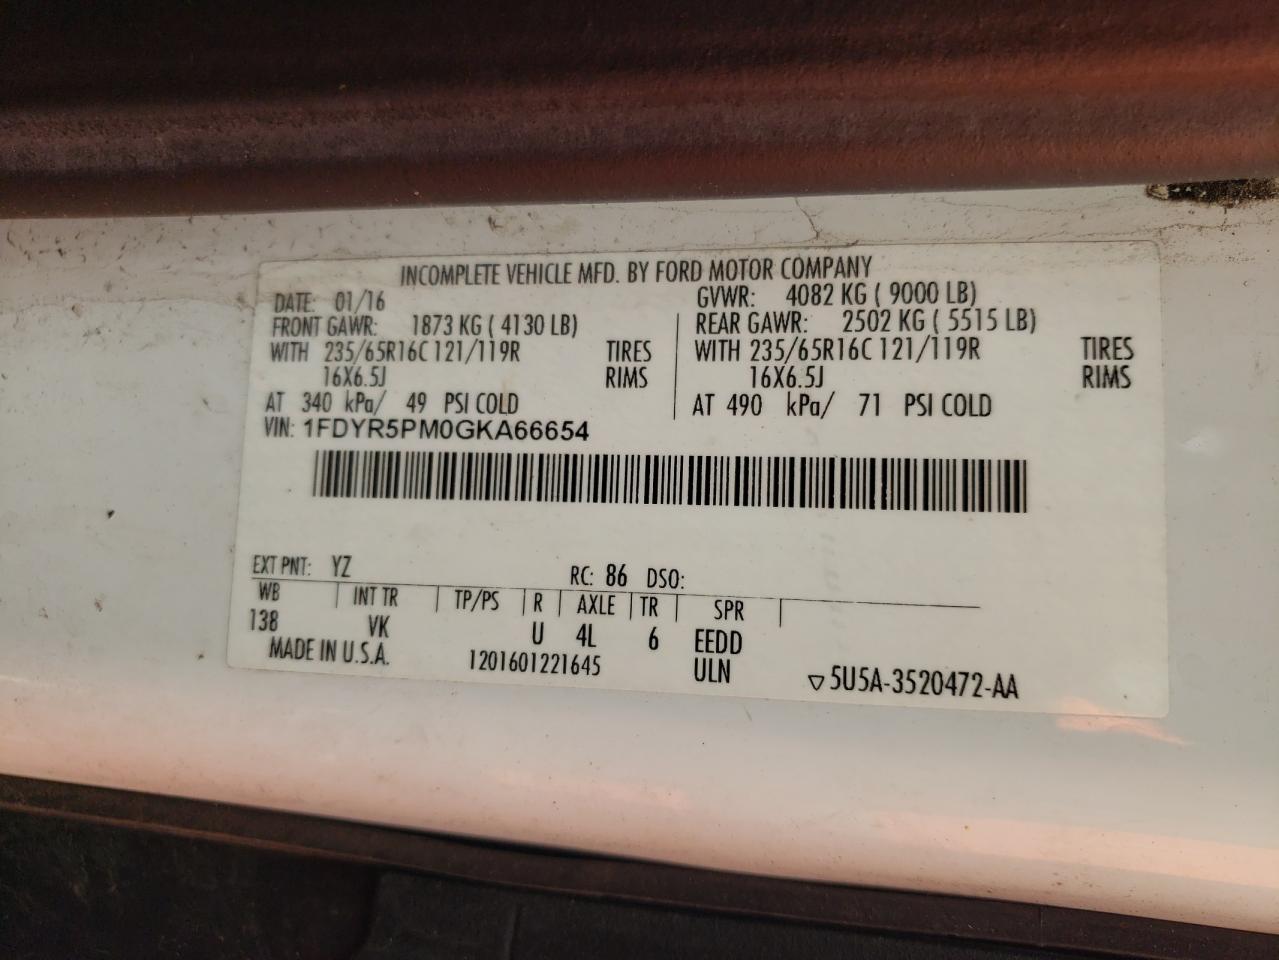 INCOMPLETE VEHICLE MFD. BY FORD MOTOR COMPANY
DATE: 01/16 GVWR: 4082 KG ( 9000 LB)
FRONT GAWR: 1873 KG ( 4130 LB) REAR GAWR: 2502 KG ( 5515 LB)
WITH 235/65R16C 121/119R TIRES WITH 235/65R16C 121/119R TIRES
16X6.5J RIMS 16X6.5J RIMS
AT 340 kPa/ 49 PSI COLD AT 490 kPa/ 71 PSI COLD
VIN: 1FDYR5PM0GKA66654
EXT PNT: YZ RC: 86 DSO:
WB INT TR TP/PS R AXLE TR SPR
138 VK U 4L 6 EEDD
MADE IN U.S.A. 1201601221645 ULN ▽5U5A-3520472-AA